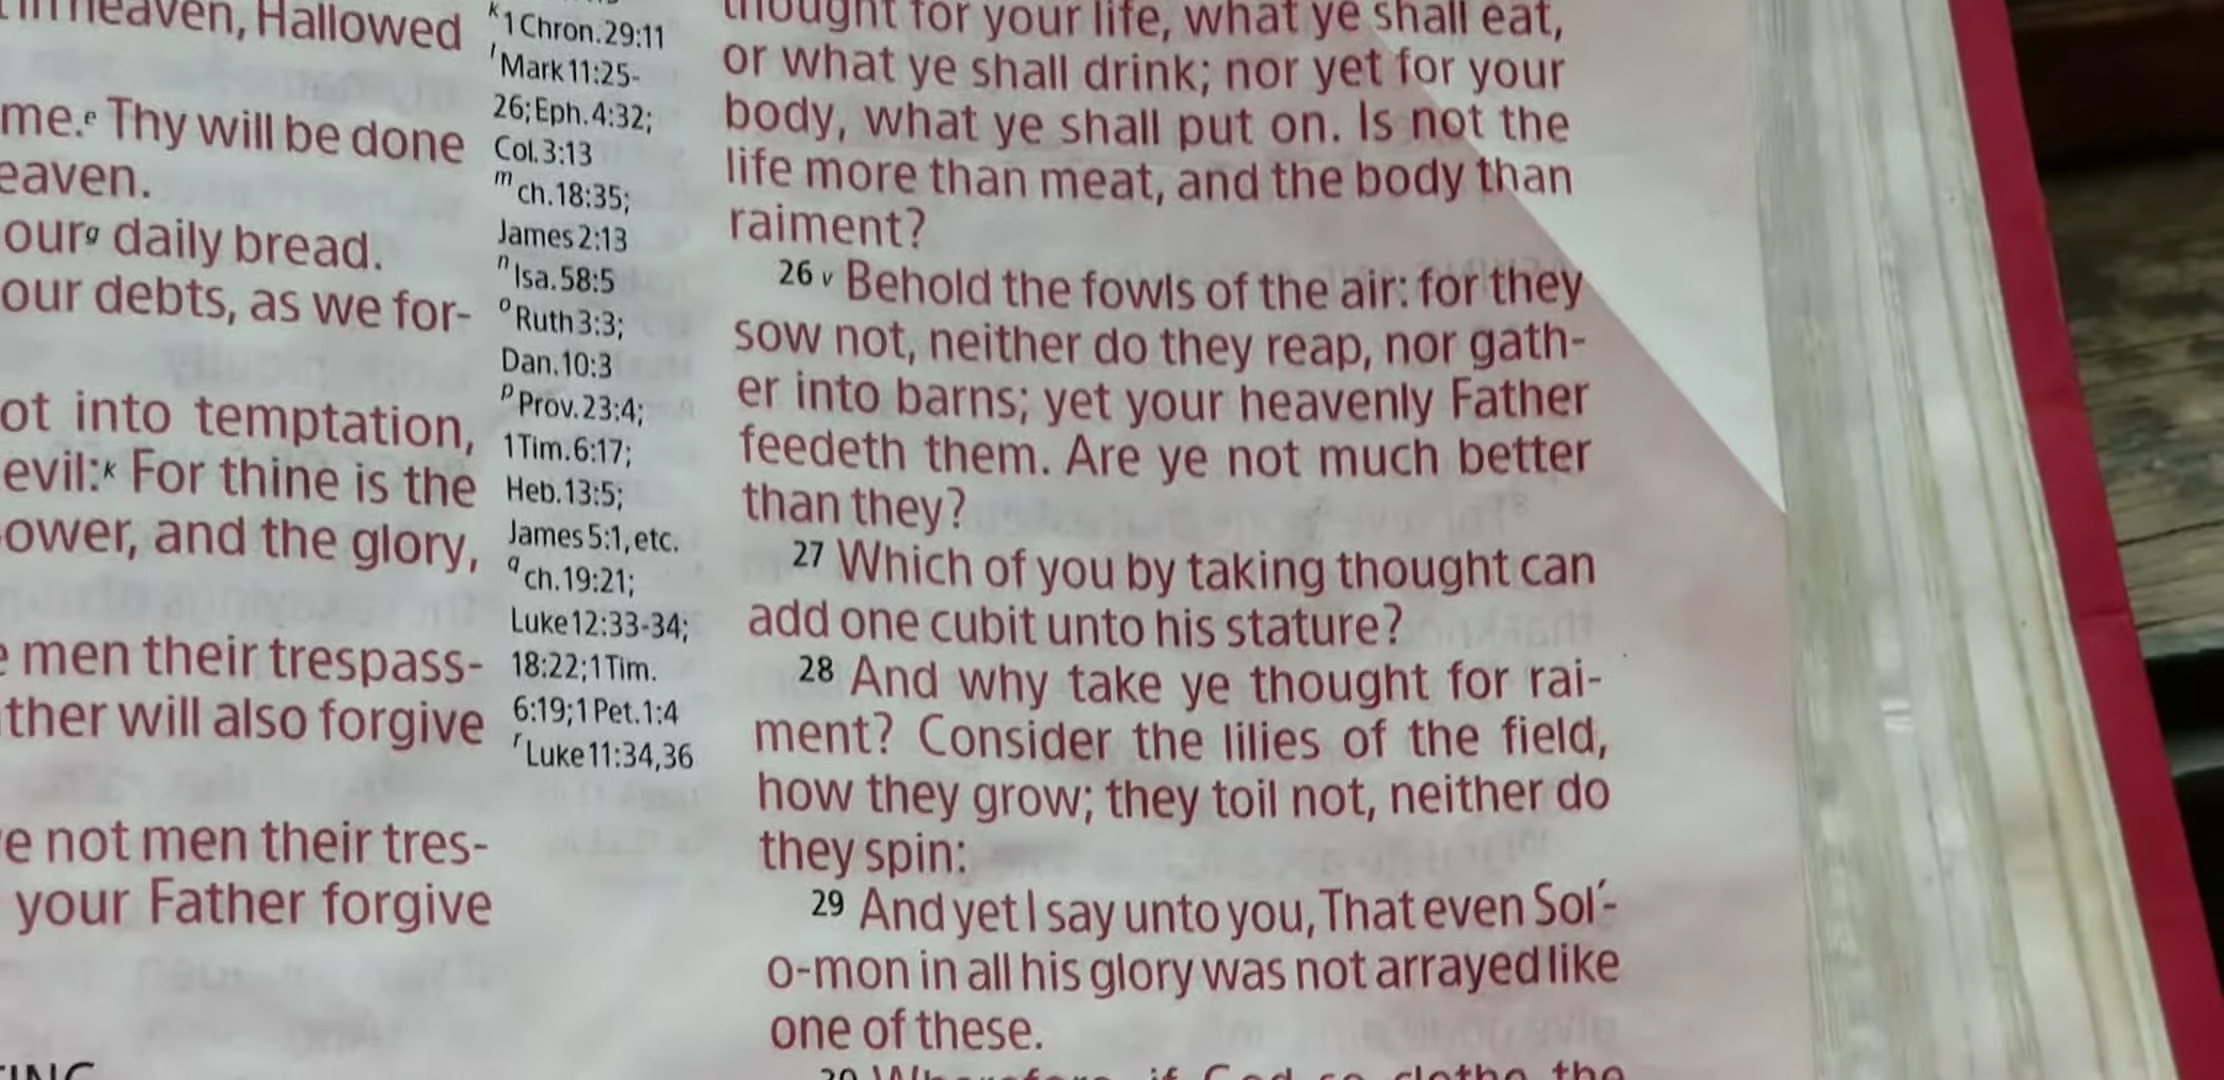 in heaven, Hallowed
me.e Thy will be done
eaven.
ourg daily bread.
our debts, as we for-
ot into temptation,
evil:k For thine is the
ower, and the glory,
men their trespass-
ther will also forgive
e not men their tres-
your Father forgive
k 1 Chron. 29:11
l Mark 11:25-
26; Eph. 4:32;
Col. 3:13
m ch. 18:35;
James 2:13
n Isa. 58:5
o Ruth 3:3;
Dan. 10:3
p Prov. 23:4;
1 Tim. 6:17;
Heb. 13:5;
James 5:1, etc.
q ch. 19:21;
Luke 12:33-34;
18:22; 1 Tim.
6:19; 1 Pet. 1:4
r Luke 11:34, 36
thought for your life, what ye shall eat,
or what ye shall drink; nor yet for your
body, what ye shall put on. Is not the
life more than meat, and the body than
raiment?
26 v Behold the fowls of the air: for they
sow not, neither do they reap, nor gath-
er into barns; yet your heavenly Father
feedeth them. Are ye not much better
than they?
27 Which of you by taking thought can
add one cubit unto his stature?
28 And why take ye thought for rai-
ment? Consider the lilies of the field,
how they grow; they toil not, neither do
they spin:
29 And yet I say unto you, That even Sol´-
o-mon in all his glory was not arrayed like
one of these.
30 Wherefore, if God so clothe the